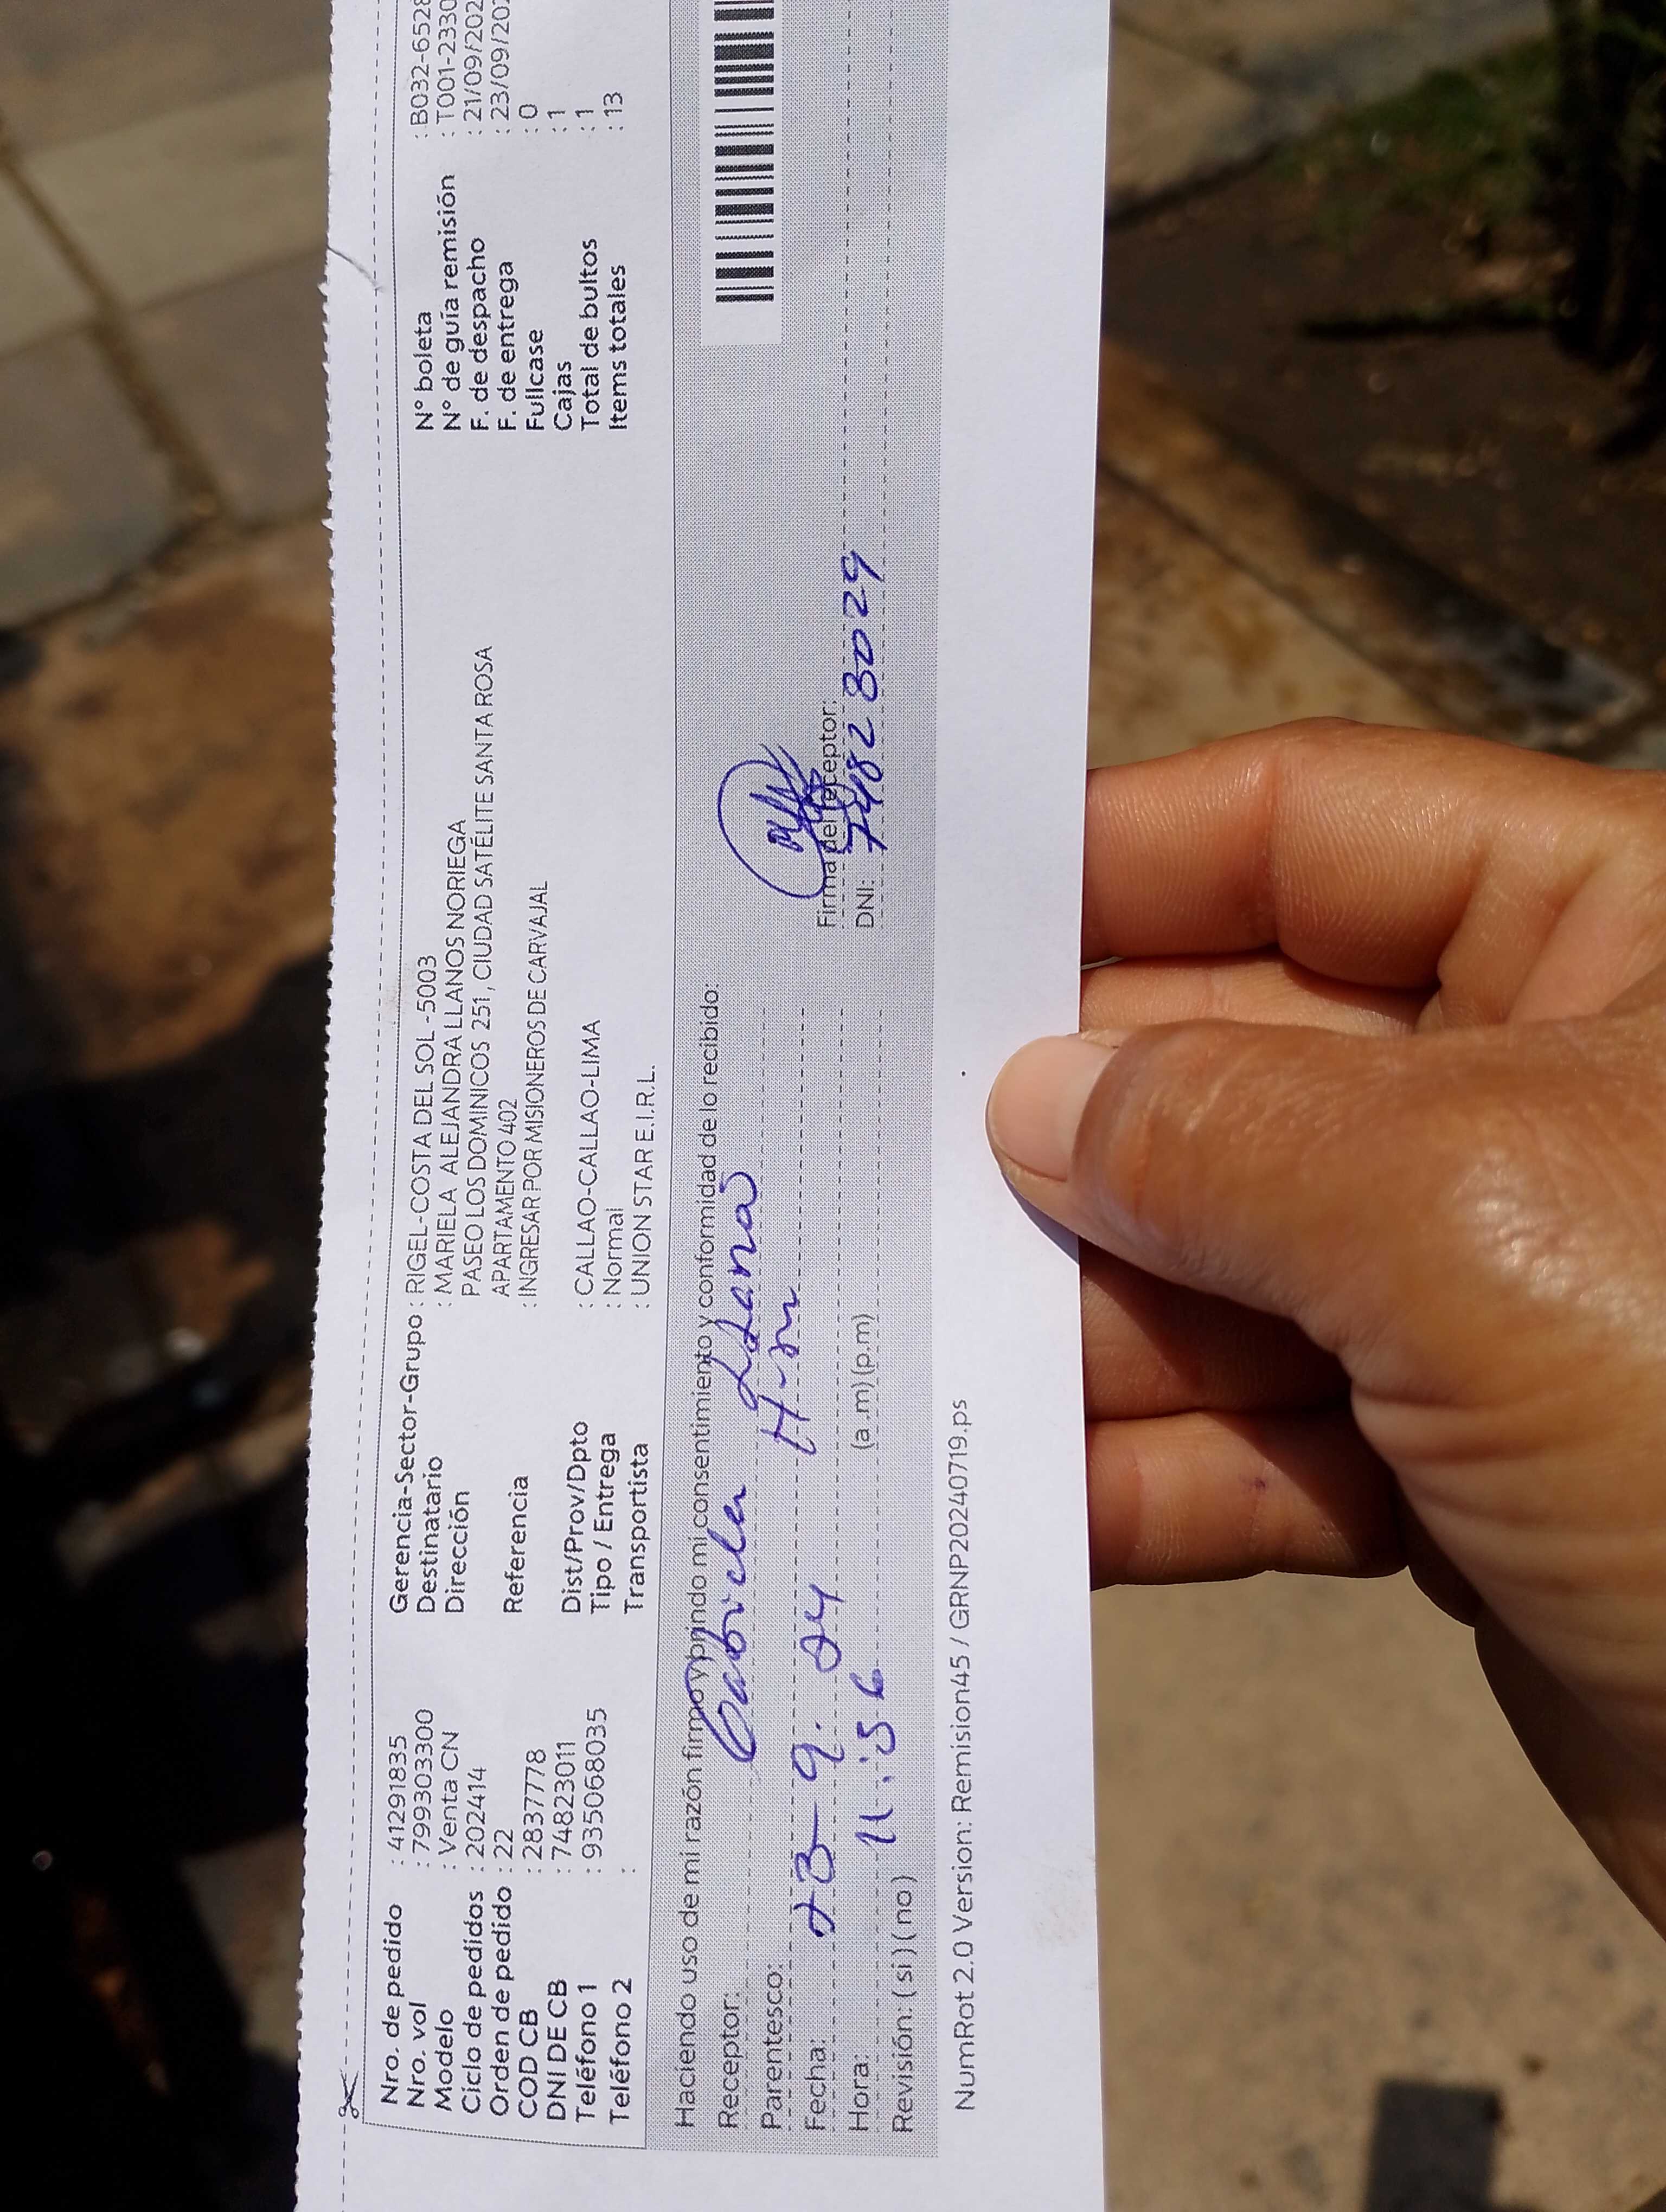 Nro. de pedido : 41291835
Nro. vol : 799303300
Modelo : Venta CN
Ciclo de pedidos : 202414
Orden de pedido : 22
COD CB : 2837778
DNI DE CB : 74823011
Teléfono 1 : 935068035
Teléfono 2 :
Gerencia-Sector-Grupo : RIGEL-COSTA DEL SOL -5003
Destinatario : MARIELA ALEJANDRA LLANOS NORIEGA
Dirección PASEO LOS DOMINICOS 251, CIUDAD SATÉLITE SANTA ROSA
APARTAMENTO 402
Referencia : INGRESAR POR MISIONEROS DE CARVAJAL
Dist/Prov/Dpto : CALLAO-CALLAO-LIMA
Tipo / Entrega : Normal
Transportista : UNION STAR E.I.R.L.
N° boleta : B032-6528
N° de guía remisión : T001-2330
F. de despacho : 21/09/202
F. de entrega : 23/09/202
Fullcase : 0
Cajas : 1
Total de bultos : 1
Items totales : 13
Haciendo uso de mi razón firmo y brindo mi consentimiento y conformidad de lo recibido:
Receptor: Gabriela Llanos
Parentesco:
Fecha: 23-9.24
Hora: 11:56 (a.m)(p.m)
Revisión: (si)(no)
Firma del receptor:
DNI: 74823029
NumRot 2.0 Version: Remision45 / GRNP20240719.ps